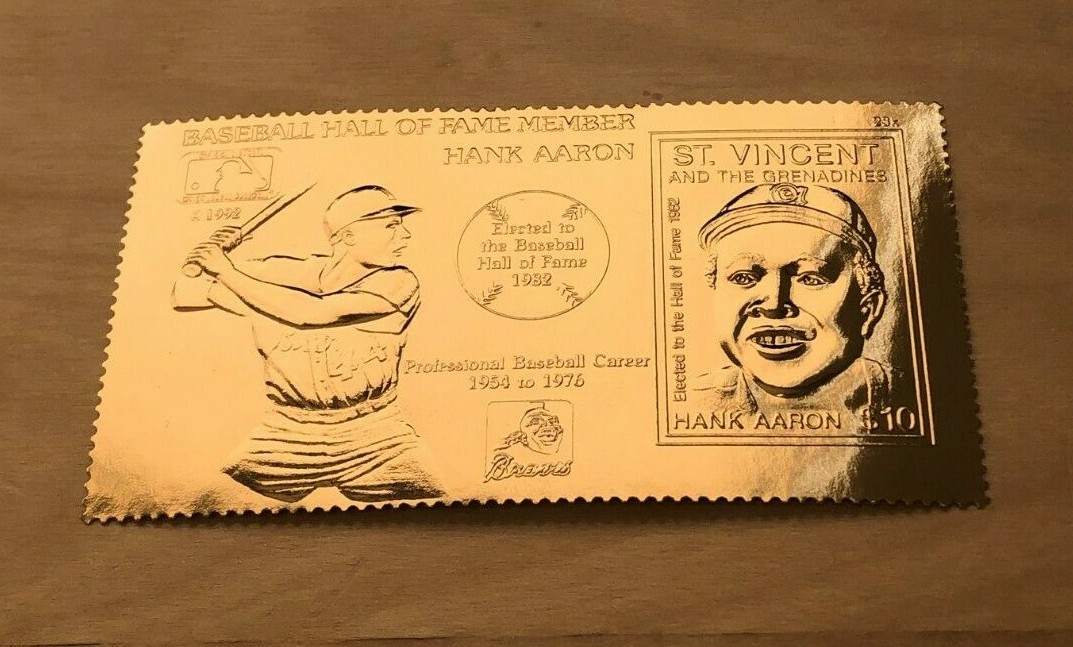 BASEBALL HALL OF FAME MEMBER
HANK AARON
1992
Elected to
the Baseball
Hall of Fame
1982
Professional Baseball Career
1954 to 1976
Braves
ST. VINCENT
AND THE GRENADINES
Elected to the Hall of Fame 1982
HANK AARON $10